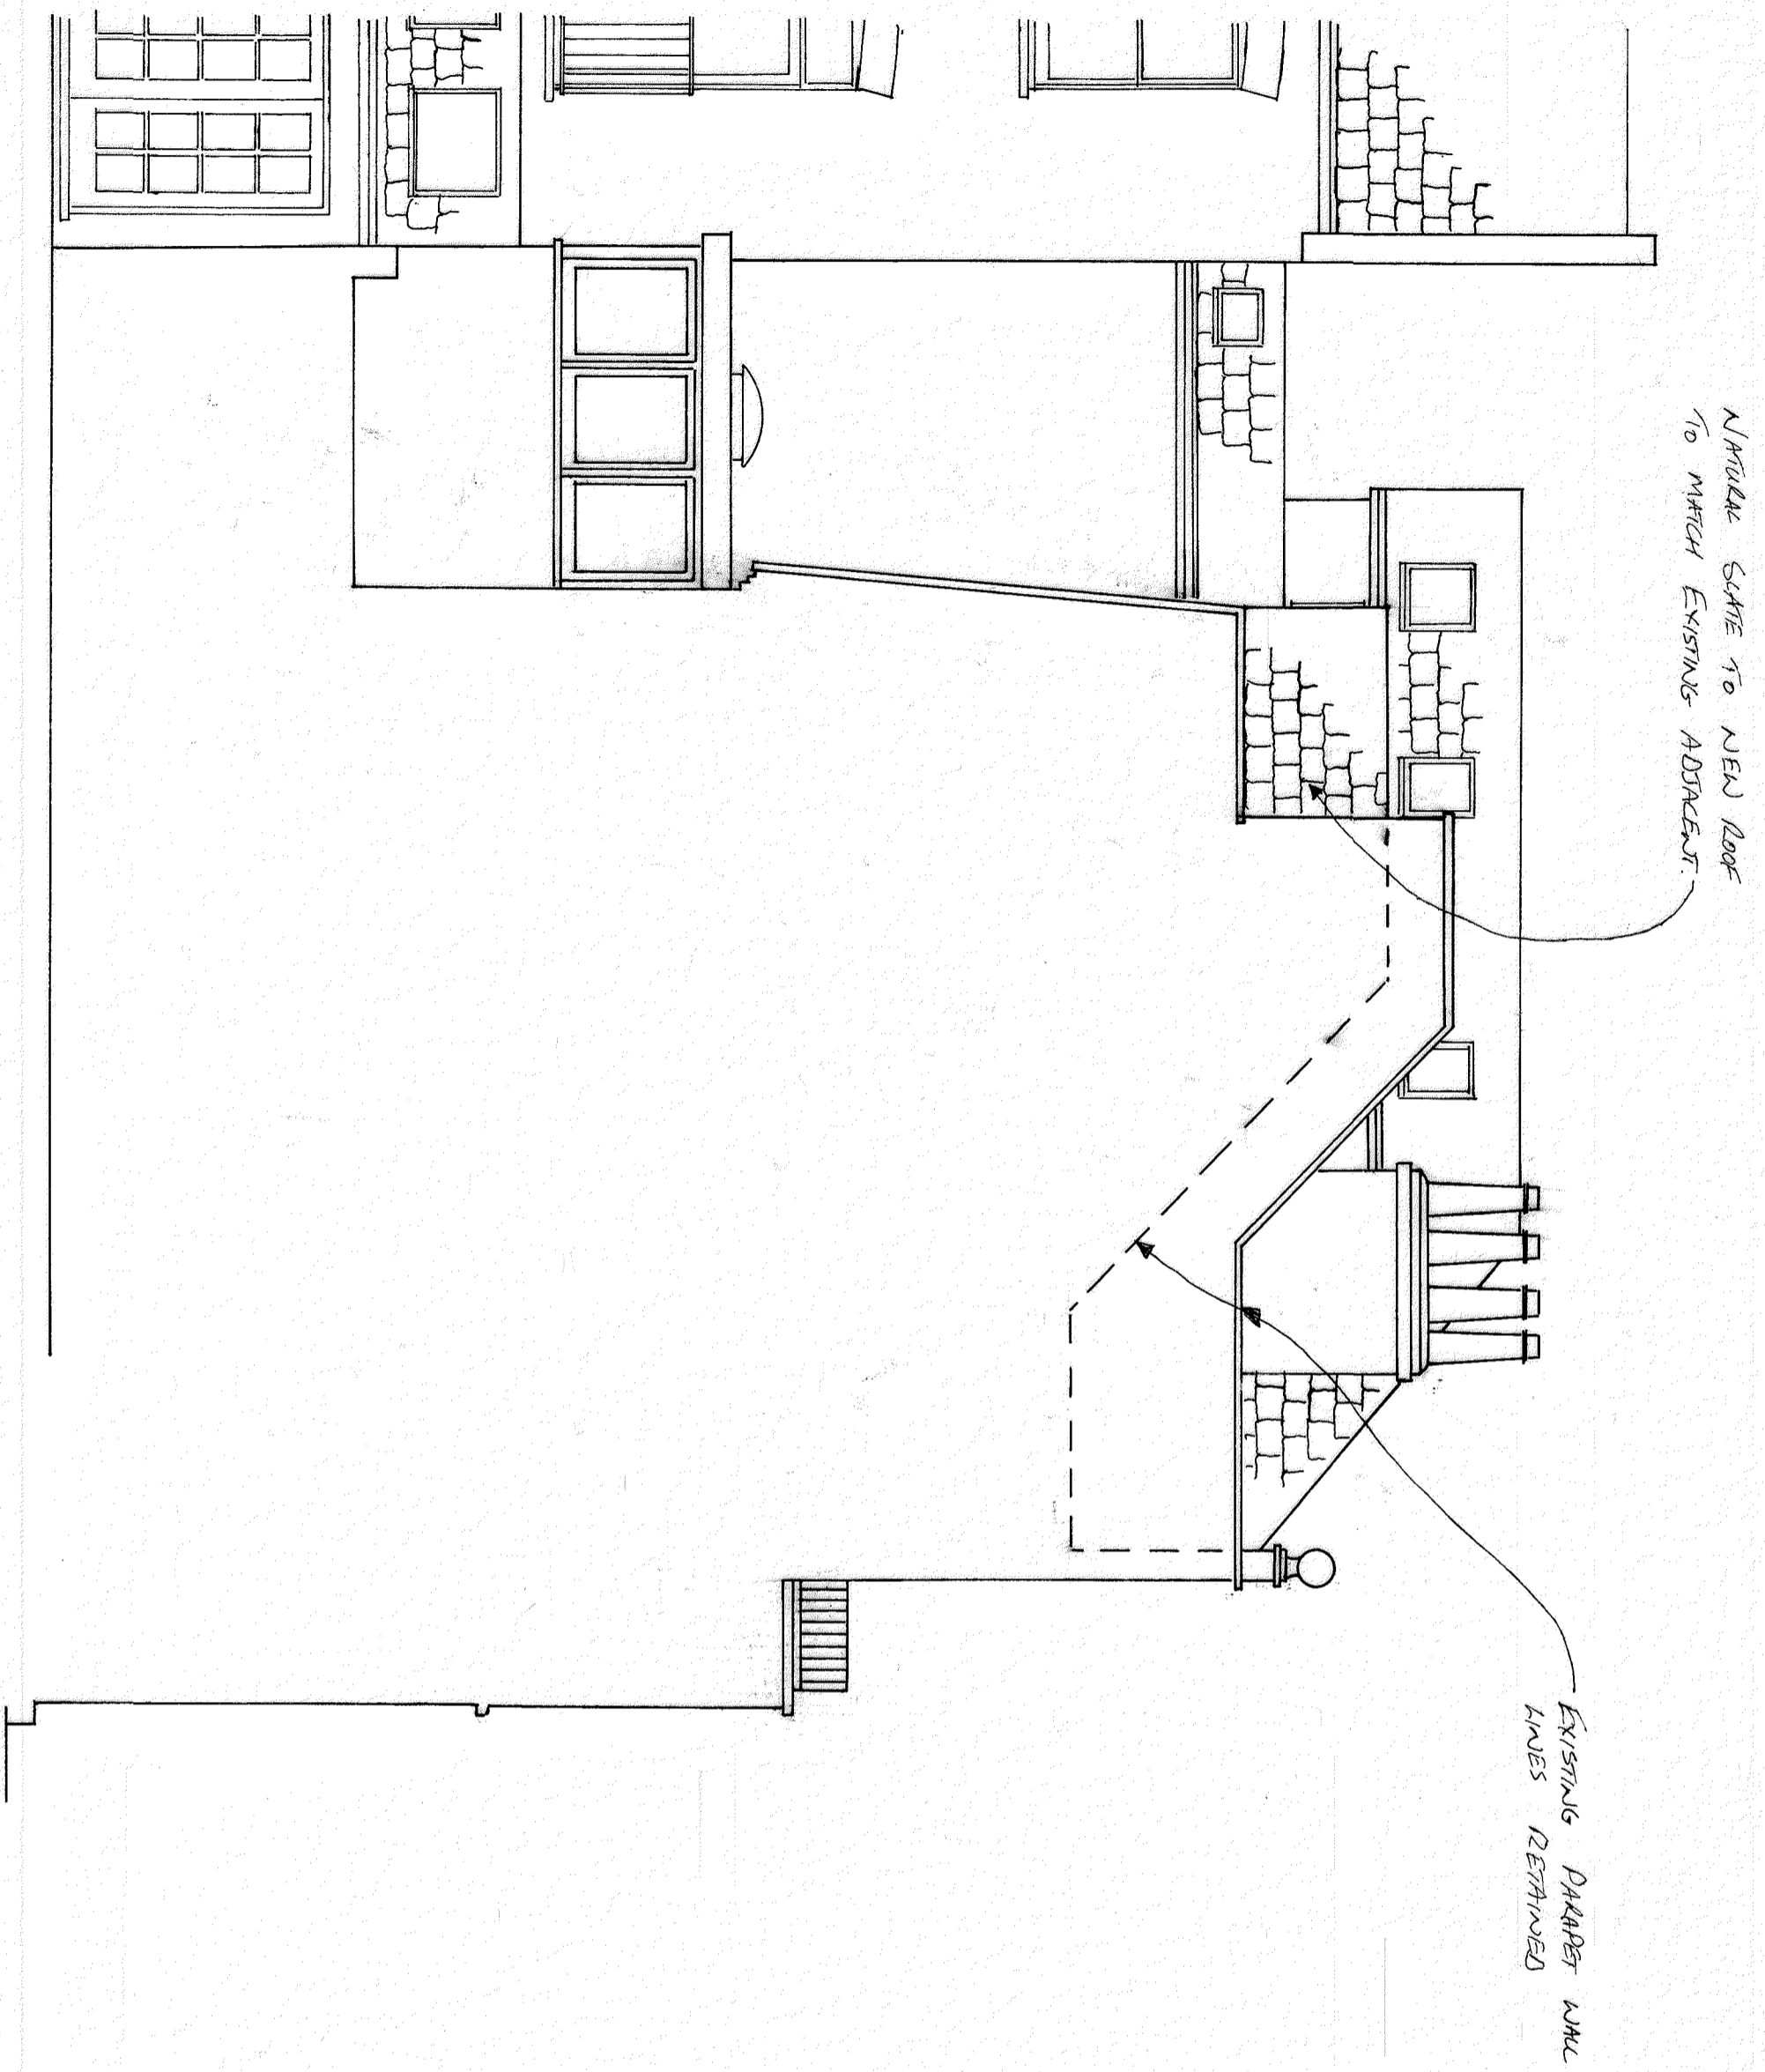 NATURAL SLATE TO NEW ROOF
TO MATCH EXISTING ADJACENT.
EXISTING PARAPET WALL
LINES RETAINED